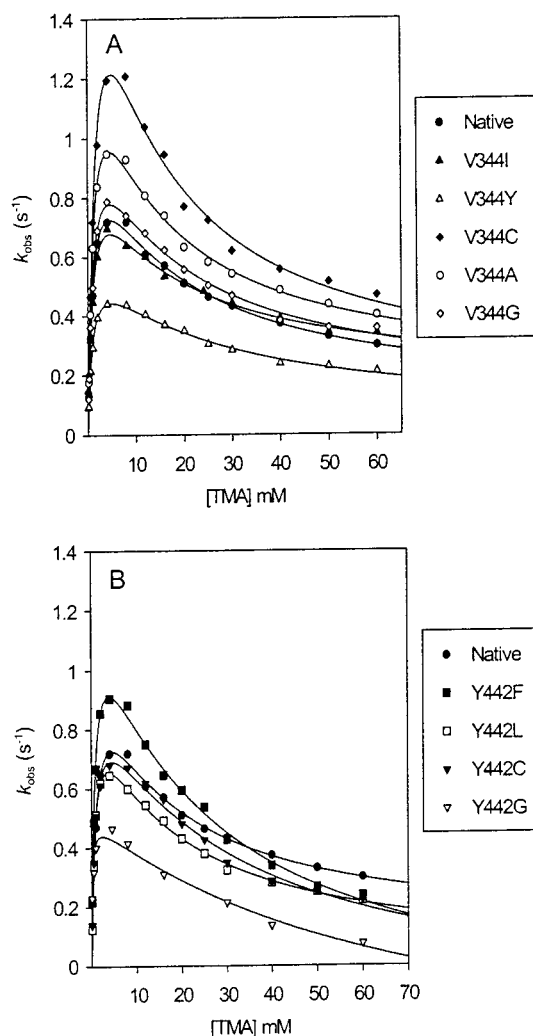 A
1.4
1.2
1
0.8
0.6
0.4
0.2
0
k_obs (s⁻¹)
10 20 30 40 50 60
[TMA] mM
Native
V344I
V344Y
V344C
V344A
V344G
B
1.4
1.2
1
0.8
0.6
0.4
0.2
0
k_obs (s⁻¹)
10 20 30 40 50 60 70
[TMA] mM
Native
Y442F
Y442L
Y442C
Y442G